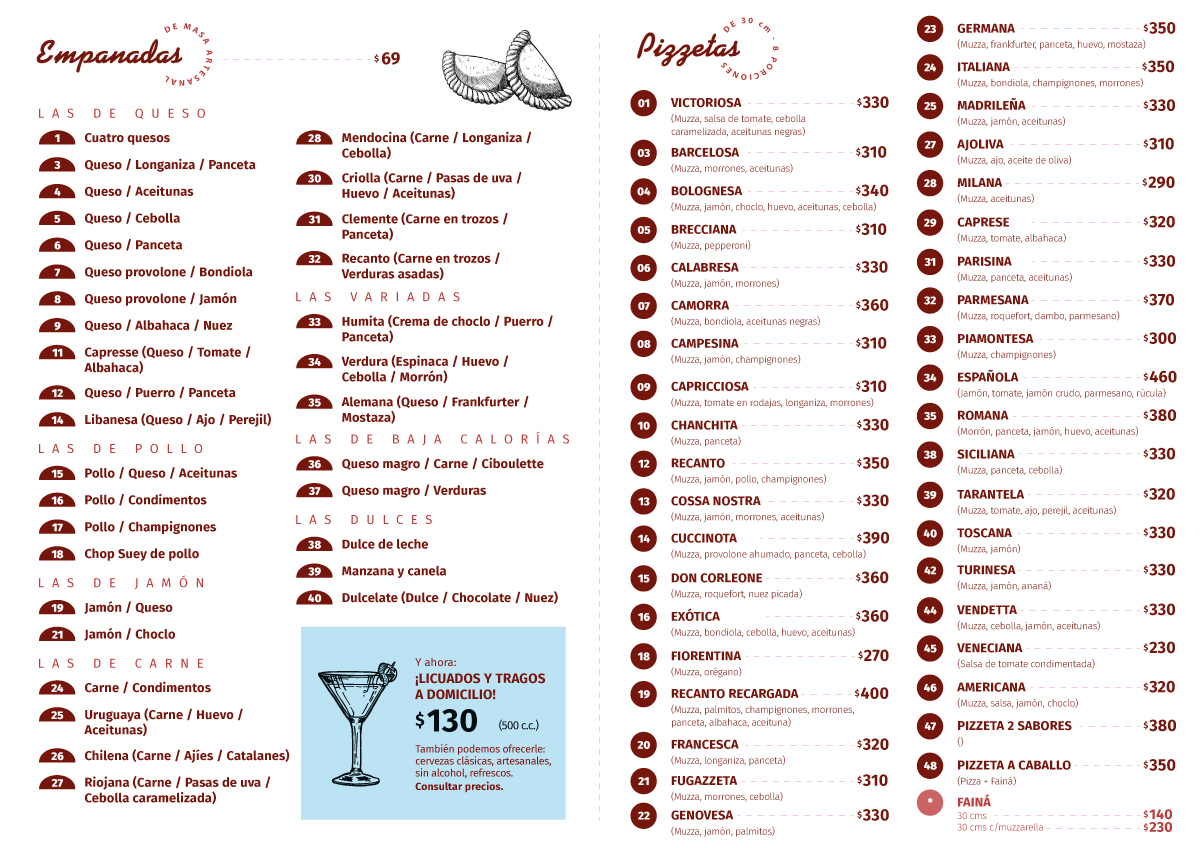 Empanadas
DE MASA ARTESANAL
$69
LAS DE QUESO
1 Cuatro quesos
3 Queso / Longaniza / Panceta
4 Queso / Aceitunas
5 Queso / Cebolla
6 Queso / Panceta
7 Queso provolone / Bondiola
8 Queso provolone / Jamón
9 Queso / Albahaca / Nuez
11 Capresse (Queso / Tomate /
Albahaca)
12 Queso / Puerro / Panceta
14 Libanesa (Queso / Ajo / Perejil)
LAS DE POLLO
15 Pollo / Queso / Aceitunas
16 Pollo / Condimentos
17 Pollo / Champignones
18 Chop Suey de pollo
LAS DE JAMÓN
19 Jamón / Queso
21 Jamón / Choclo
LAS DE CARNE
24 Carne / Condimentos
25 Uruguaya (Carne / Huevo /
Aceitunas)
26 Chilena (Carne / Ajíes / Catalanes)
27 Riojana (Carne / Pasas de uva /
Cebolla caramelizada)
28 Mendocina (Carne / Longaniza /
Cebolla)
30 Criolla (Carne / Pasas de uva /
Huevo / Aceitunas)
31 Clemente (Carne en trozos /
Panceta)
32 Recanto (Carne en trozos /
Verduras asadas)
LAS VARIADAS
33 Humita (Crema de choclo / Puerro /
Panceta)
34 Verdura (Espinaca / Huevo /
Cebolla / Morrón)
35 Alemana (Queso / Frankfurter /
Mostaza)
LAS DE BAJA CALORÍAS
36 Queso magro / Carne / Ciboulette
37 Queso magro / Verduras
LAS DULCES
38 Dulce de leche
39 Manzana y canela
40 Dulcelate (Dulce / Chocolate / Nuez)
Y ahora:
¡LICUADOS Y TRAGOS
A DOMICILIO!
$130 (500 c.c.)
También podemos ofrecerle:
cervezas clásicas, artesanales,
sin alcohol, refrescos.
Consultar precios.
Pizzetas
DE 30 cm - 8 PORCIONES
01 VICTORIOSA $330
(Muzza, salsa de tomate, cebolla
caramelizada, aceitunas negras)
03 BARCELOSA $310
(Muzza, morrones, aceitunas)
04 BOLOGNESA $340
(Muzza, jamón, choclo, huevo, aceitunas, cebolla)
05 BRECCIANA $310
(Muzza, pepperoni)
06 CALABRESA $330
(Muzza, jamón, morrones)
07 CAMORRA $360
(Muzza, bondiola, aceitunas negras)
08 CAMPESINA $310
(Muzza, jamón, champignones)
09 CAPRICCIOSA $310
(Muzza, tomate en rodajas, longaniza, morrones)
10 CHANCHITA $330
(Muzza, panceta)
12 RECANTO $350
(Muzza, jamón, pollo, champignones)
13 COSSA NOSTRA $330
(Muzza, jamón, morrones, aceitunas)
14 CUCCINOTA $390
(Muzza, provolone ahumado, panceta, cebolla)
15 DON CORLEONE $360
(Muzza, roquefort, nuez picada)
16 EXÓTICA $360
(Muzza, bondiola, cebolla, huevo, aceitunas)
18 FIORENTINA $270
(Muzza, orégano)
19 RECANTO RECARGADA $400
(Muzza, palmitos, champignones, morrones,
panceta, albahaca, aceituna)
20 FRANCESCA $320
(Muzza, longaniza, panceta)
21 FUGAZZETA $310
(Muzza, morrones, cebolla)
22 GENOVESA $330
(Muzza, jamón, palmitos)
23 GERMANA $350
(Muzza, frankfurter, panceta, huevo, mostaza)
24 ITALIANA $350
(Muzza, bondiola, champignones, morrones)
25 MADRILEÑA $330
(Muzza, jamón, aceitunas)
27 AJOLIVA $310
(Muzza, ajo, aceite de oliva)
28 MILANA $290
(Muzza, aceitunas)
29 CAPRESE $320
(Muzza, tomate, albahaca)
31 PARISINA $330
(Muzza, panceta, aceitunas)
32 PARMESANA $370
(Muzza, roquefort, dambo, parmesano)
33 PIAMONTESA $300
(Muzza, champignones)
34 ESPAÑOLA $460
(Jamón, tomate, jamón crudo, parmesano, rúcula)
35 ROMANA $380
(Morrón, panceta, jamón, huevo, aceitunas)
38 SICILIANA $330
(Muzza, panceta, cebolla)
39 TARANTELA $320
(Muzza, tomate, ajo, perejil, aceitunas)
40 TOSCANA $330
(Muzza, jamón)
42 TURINESA $330
(Muzza, jamón, ananá)
44 VENDETTA $330
(Muzza, cebolla, jamón, aceitunas)
45 VENECIANA $230
(Salsa de tomate condimentada)
46 AMERICANA $320
(Muzza, salsa, jamón, choclo)
47 PIZZETA 2 SABORES $380
()
48 PIZZETA A CABALLO $350
(Pizza + Fainá)
* FAINÁ
30 cms $140
30 cms c/muzzarella $230